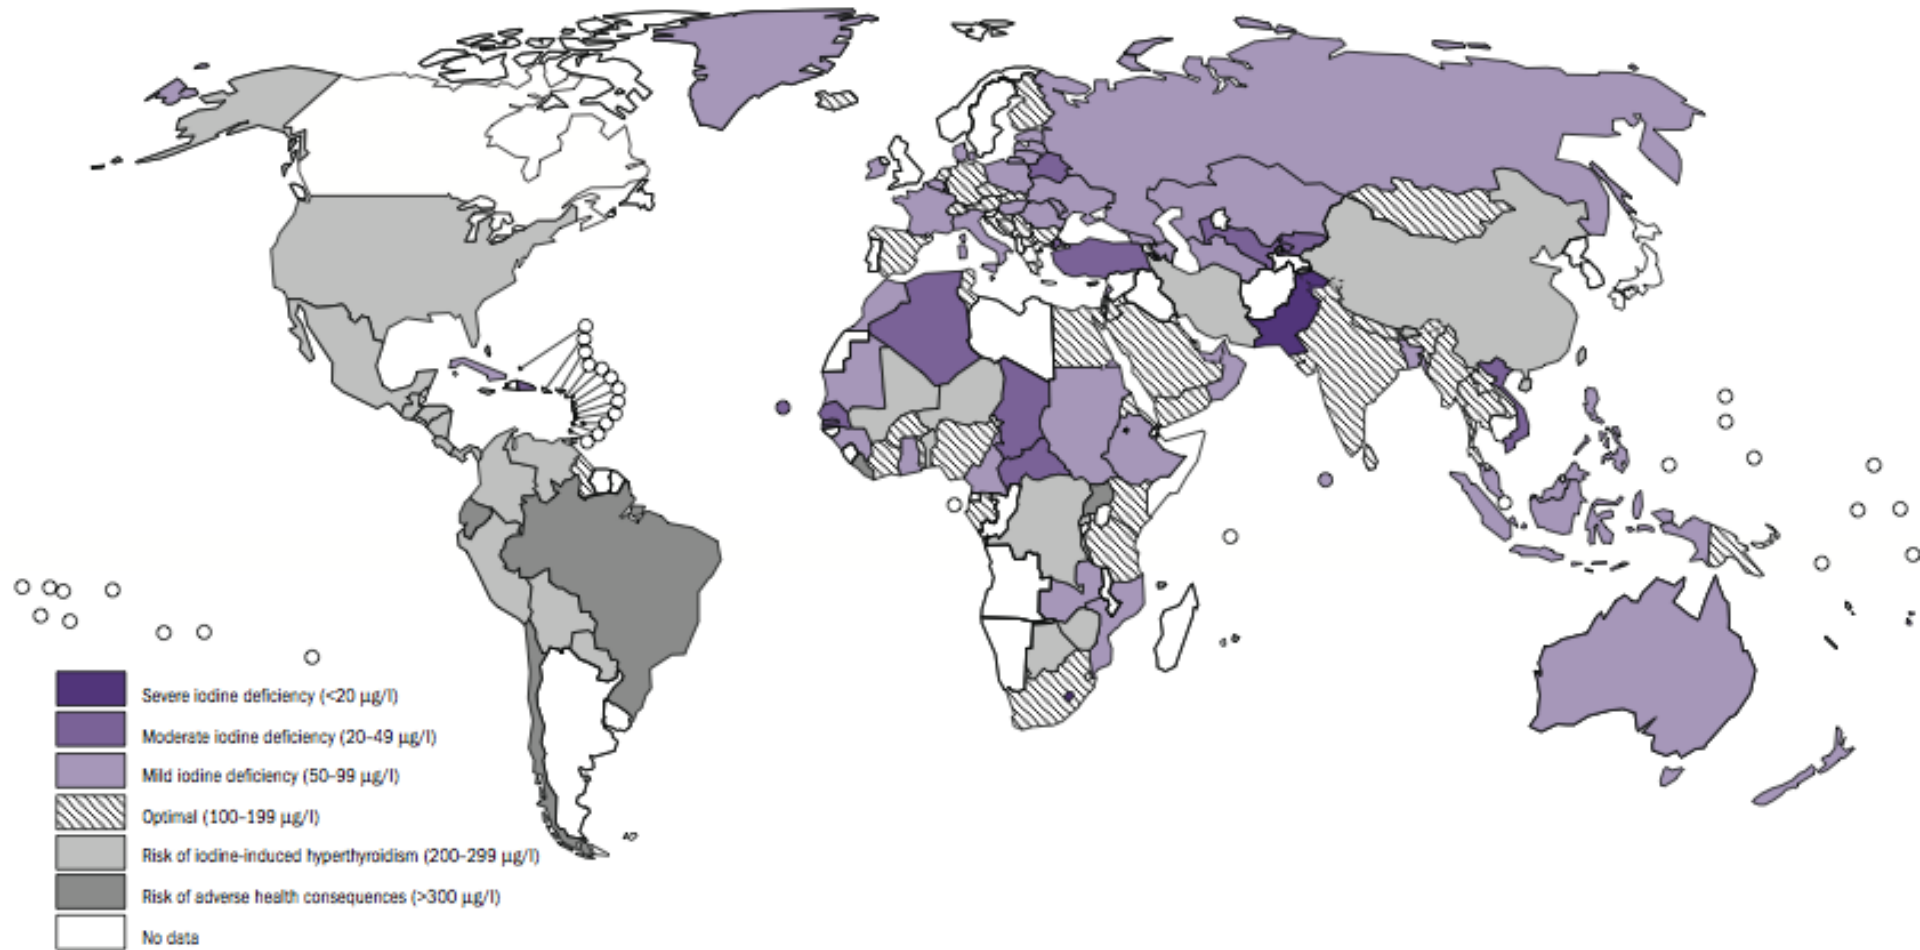 Severe iodine deficiency (<20 µg/l)
Moderate iodine deficiency (20-49 µg/l)
Mild iodine deficiency (50-99 µg/l)
Optimal (100-199 µg/l)
Risk of iodine-induced hyperthyroidism (200-299 µg/l)
Risk of adverse health consequences (>300 µg/l)
No data